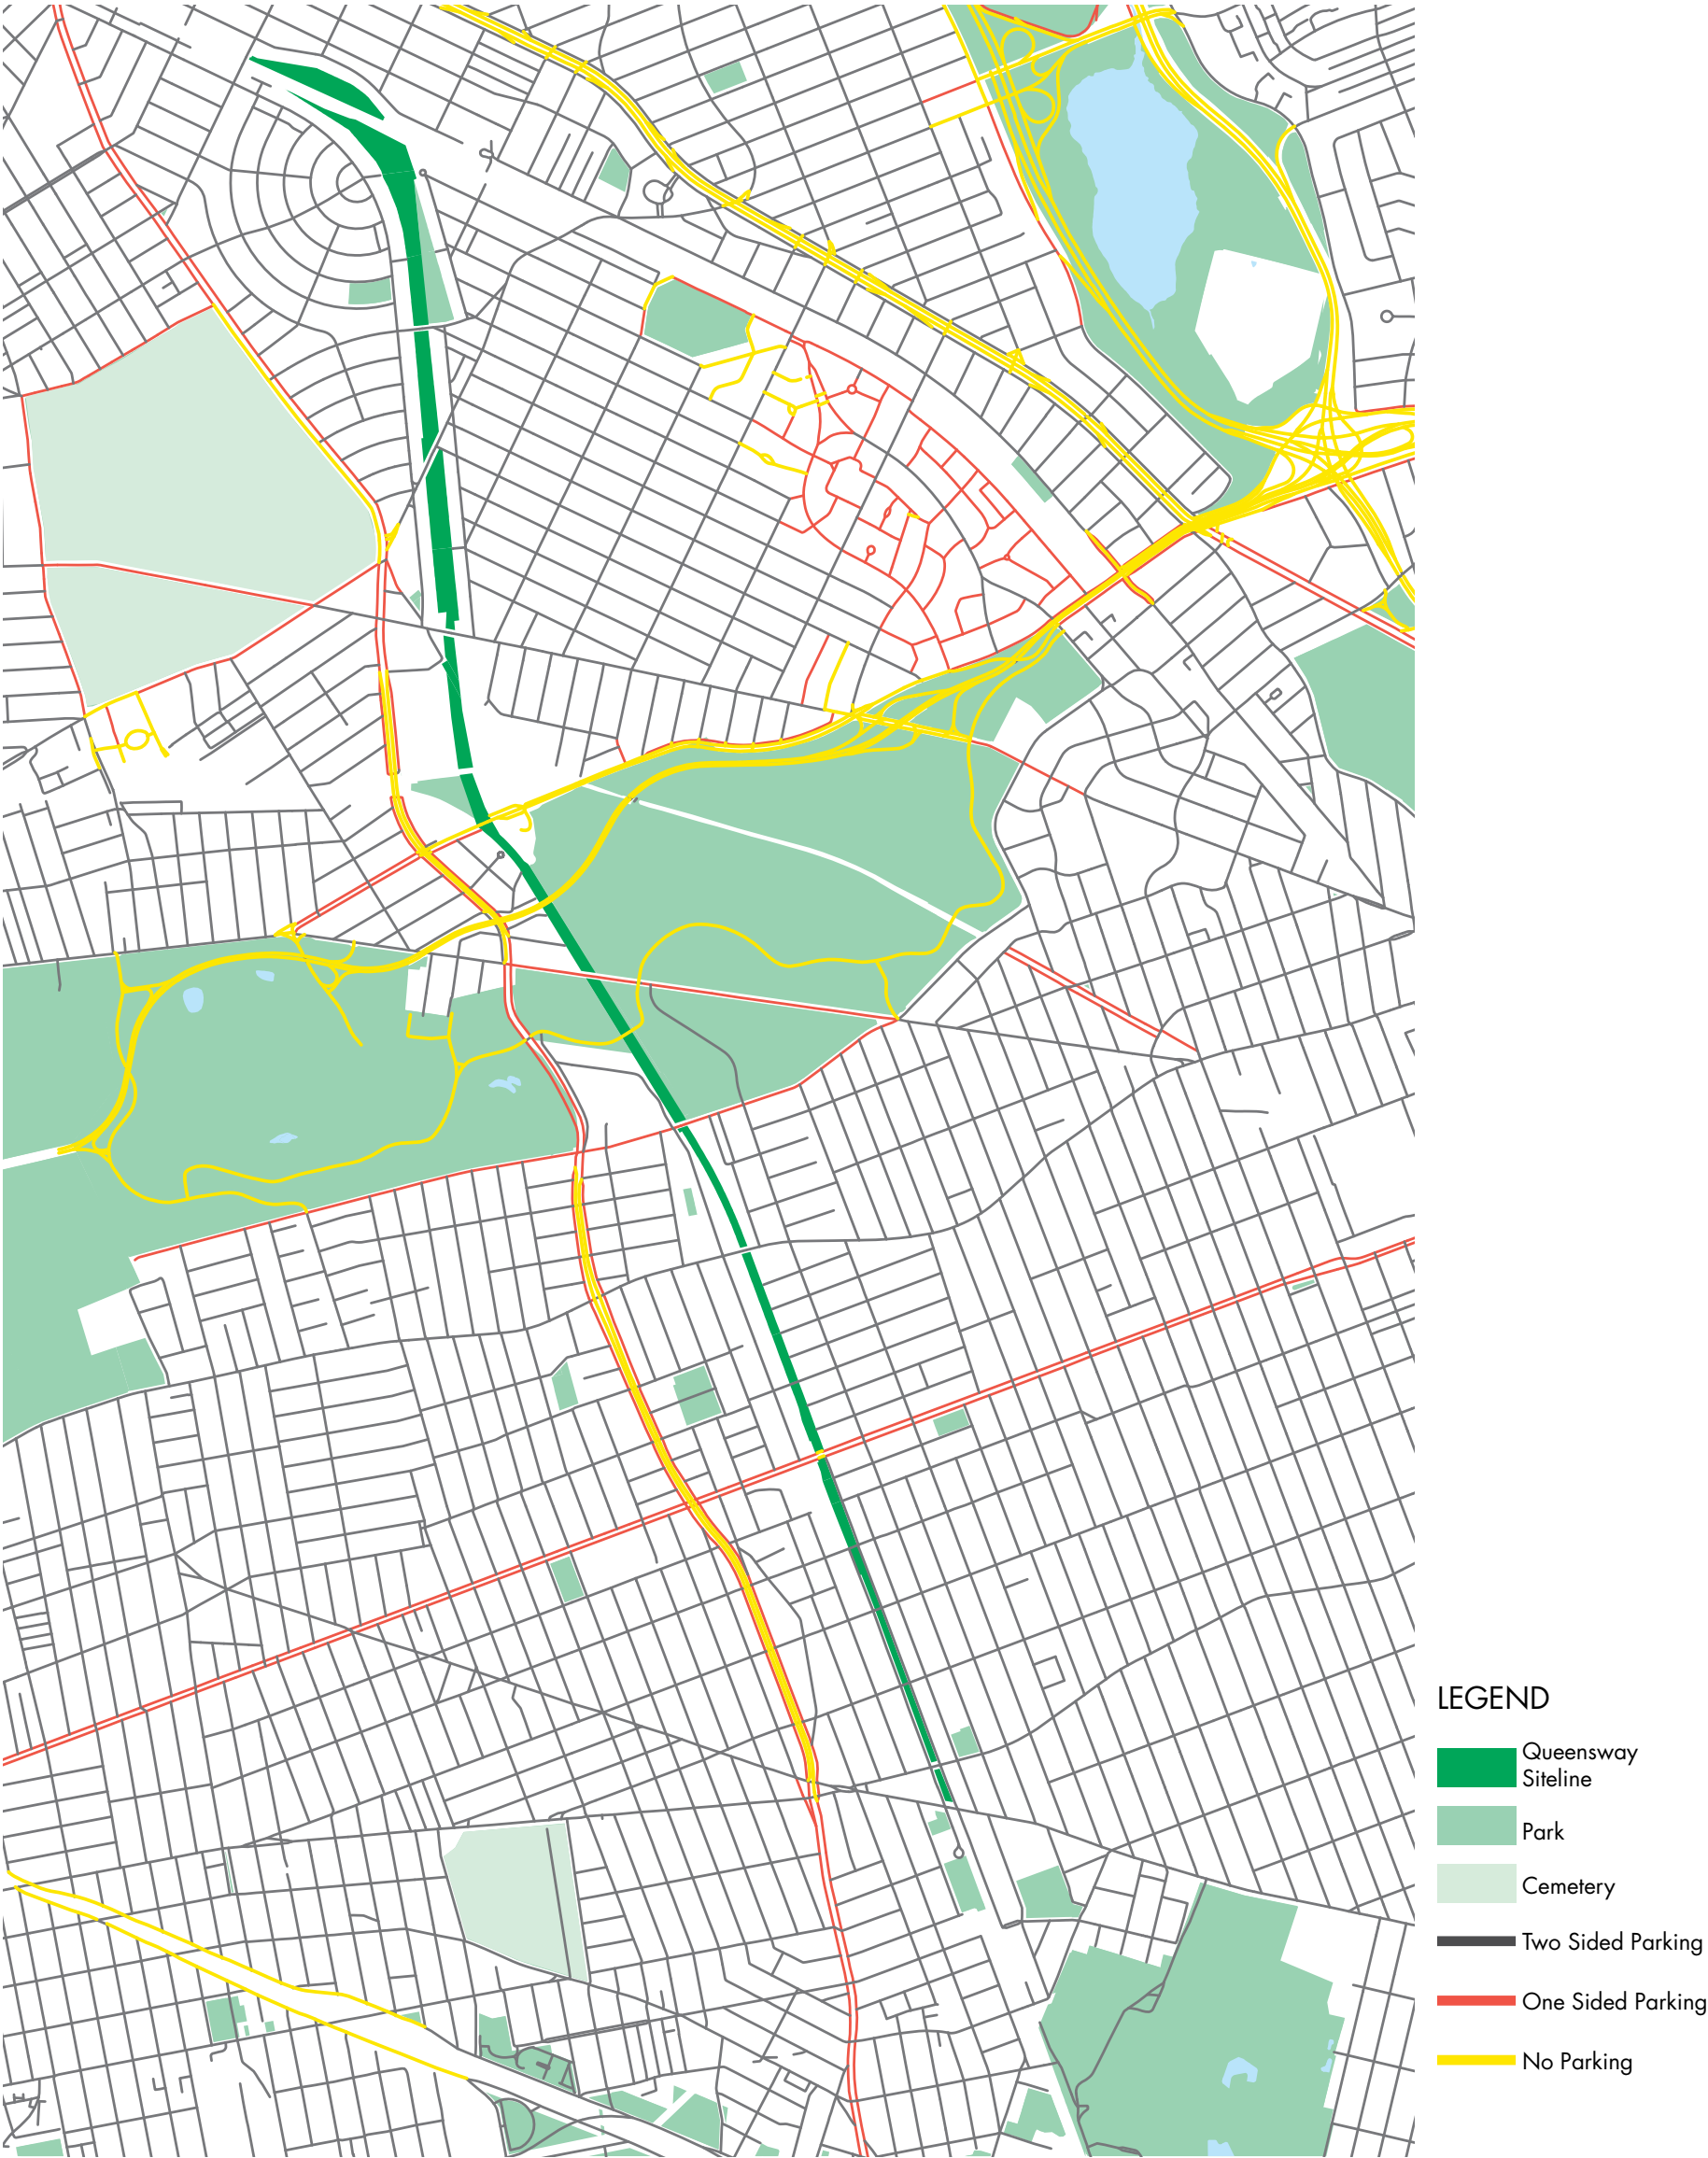 LEGEND
Queensway
Siteline
Park
Cemetery
Two Sided Parking
One Sided Parking
No Parking